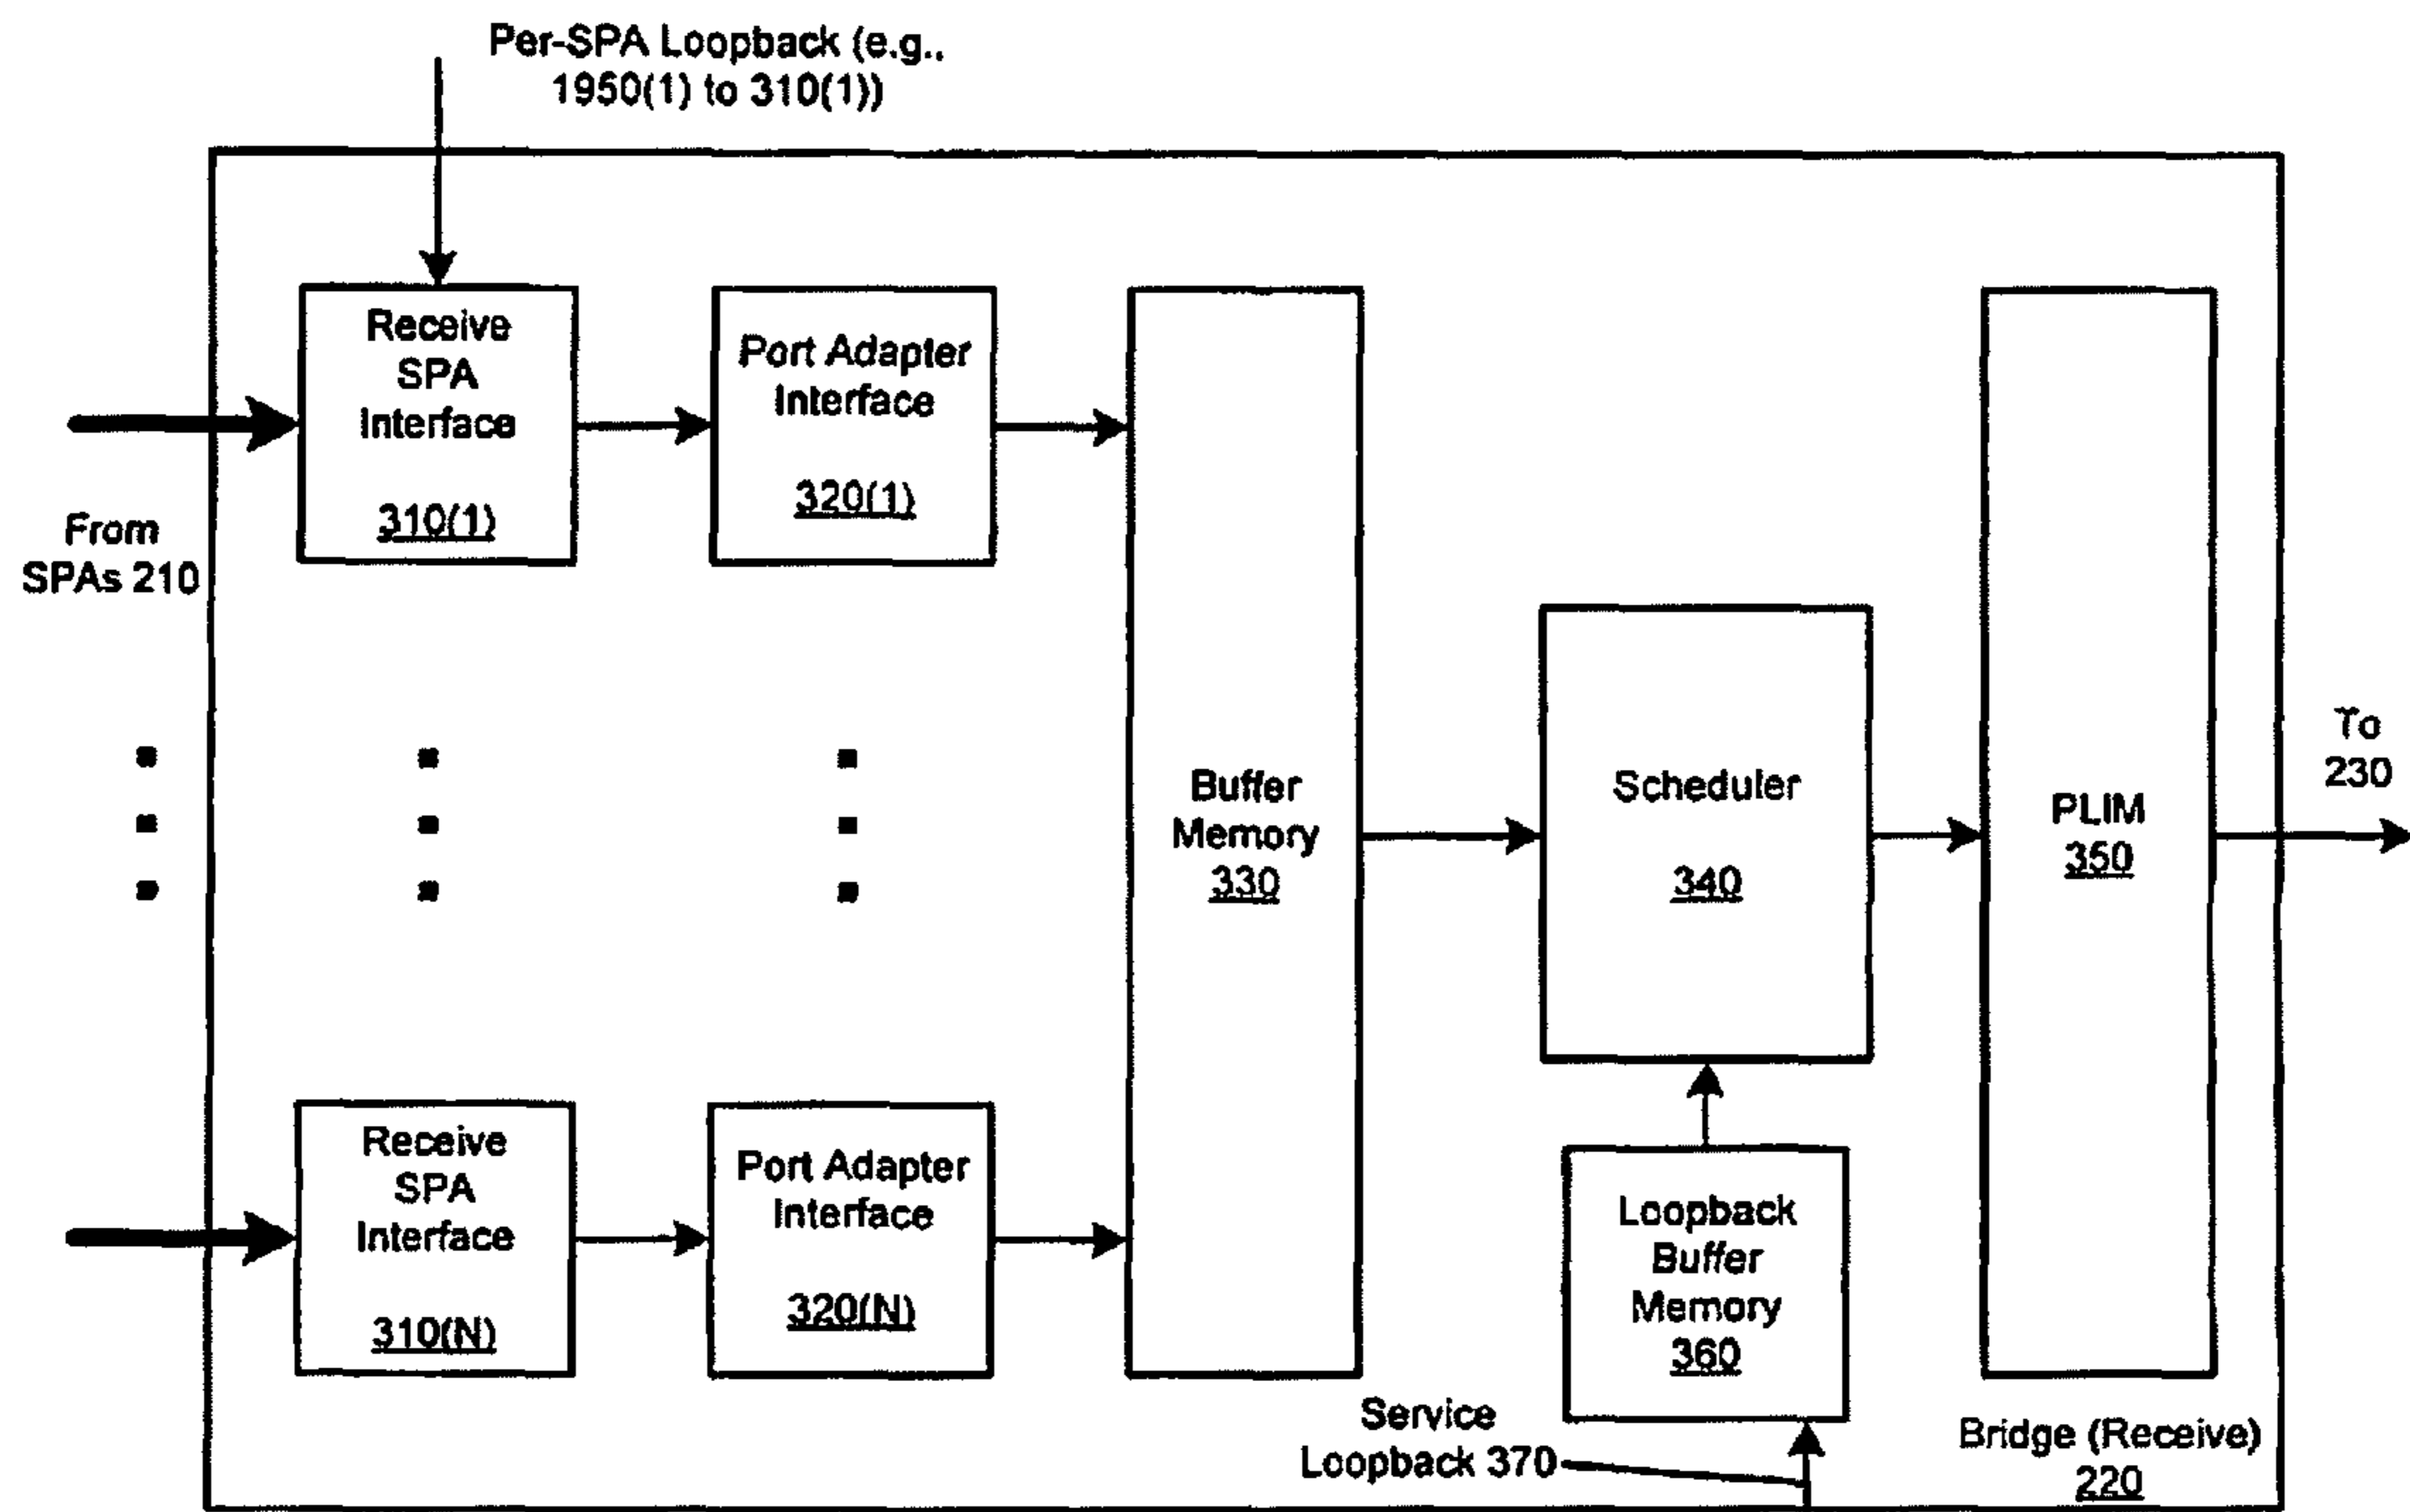 Per-SPA Loopback (e.g.,
1950(1) to 310(1))
Receive
SPA
Interface
310(1)
Port Adapter
Interface
320(1)
From
SPAs 210
Buffer
Memory
330
Scheduler
340
PLIM
350
To
230
Receive
SPA
Interface
310(N)
Port Adapter
Interface
320(N)
Loopback
Buffer
Memory
360
Service
Loopback 370
Bridge (Receive)
220